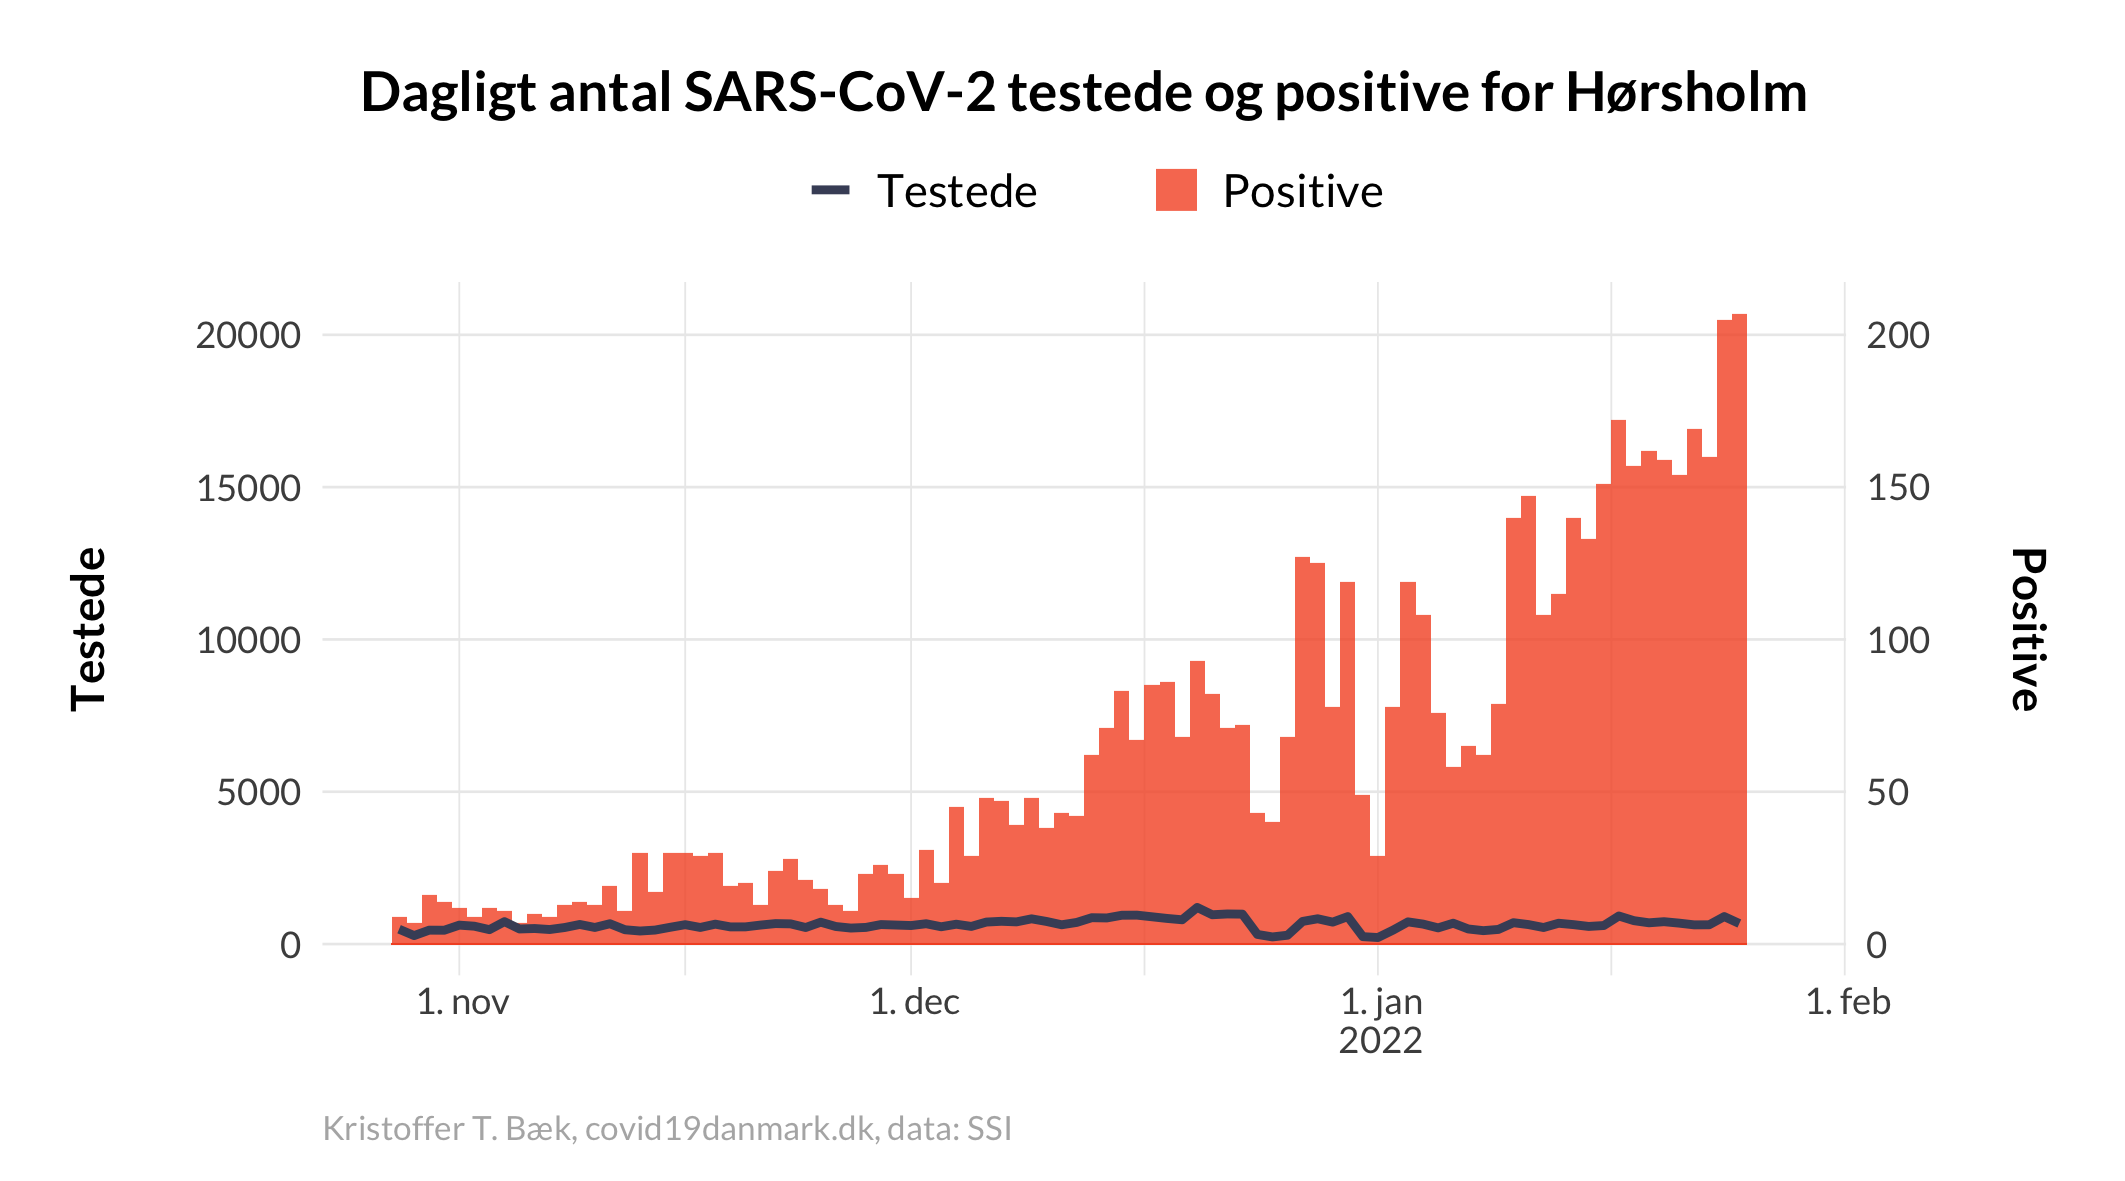 Dagligt antal SARS-CoV-2 testede og positive for Hørsholm
Testede
Positive
20000
15000
10000
5000
0
Testede
200
150
100
50
0
Positive
1. nov
1. dec
1. jan
2022
1. feb
Kristoffer T. Bæk, covid19danmark.dk, data: SSI